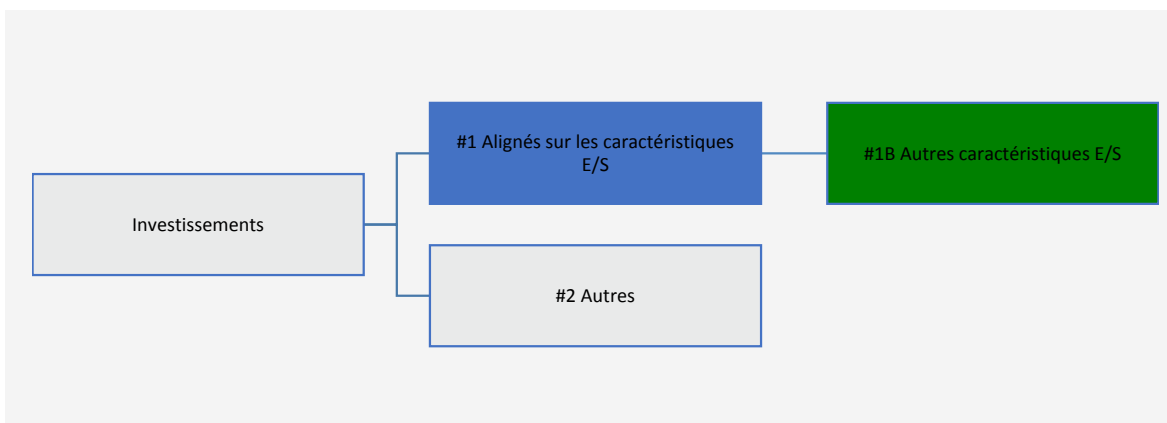 #1 Alignés sur les caractéristiques
E/S
#1B Autres caractéristiques E/S
Investissements
#2 Autres